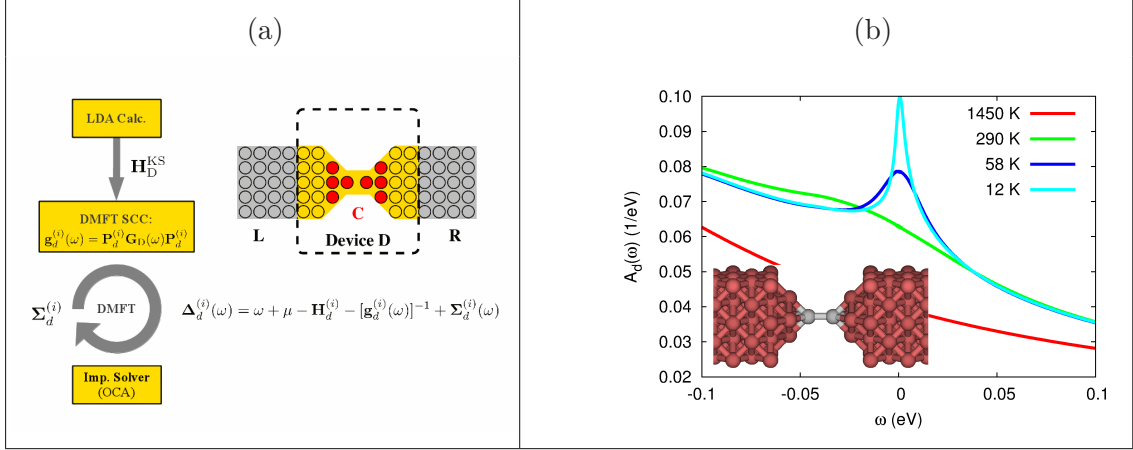 (a)
LDA Calc.
H_D^KS
DMFT SCC:
g_d^(i)(ω) = P_d^(i) G_D(ω) P_d^(i)
Σ_d^(i)
DMFT
Δ_d^(i)(ω) = ω + μ − H_d^(i) − [g_d^(i)(ω)]^−1 + Σ_d^(i)(ω)
Imp. Solver
(OCA)
C
L
Device D
R
(b)
A_d(ω) (1/eV)
0.10
0.09
0.08
0.07
0.06
0.05
0.04
0.03
0.02
1450 K
290 K
58 K
12 K
-0.1
-0.05
0
0.05
0.1
ω (eV)